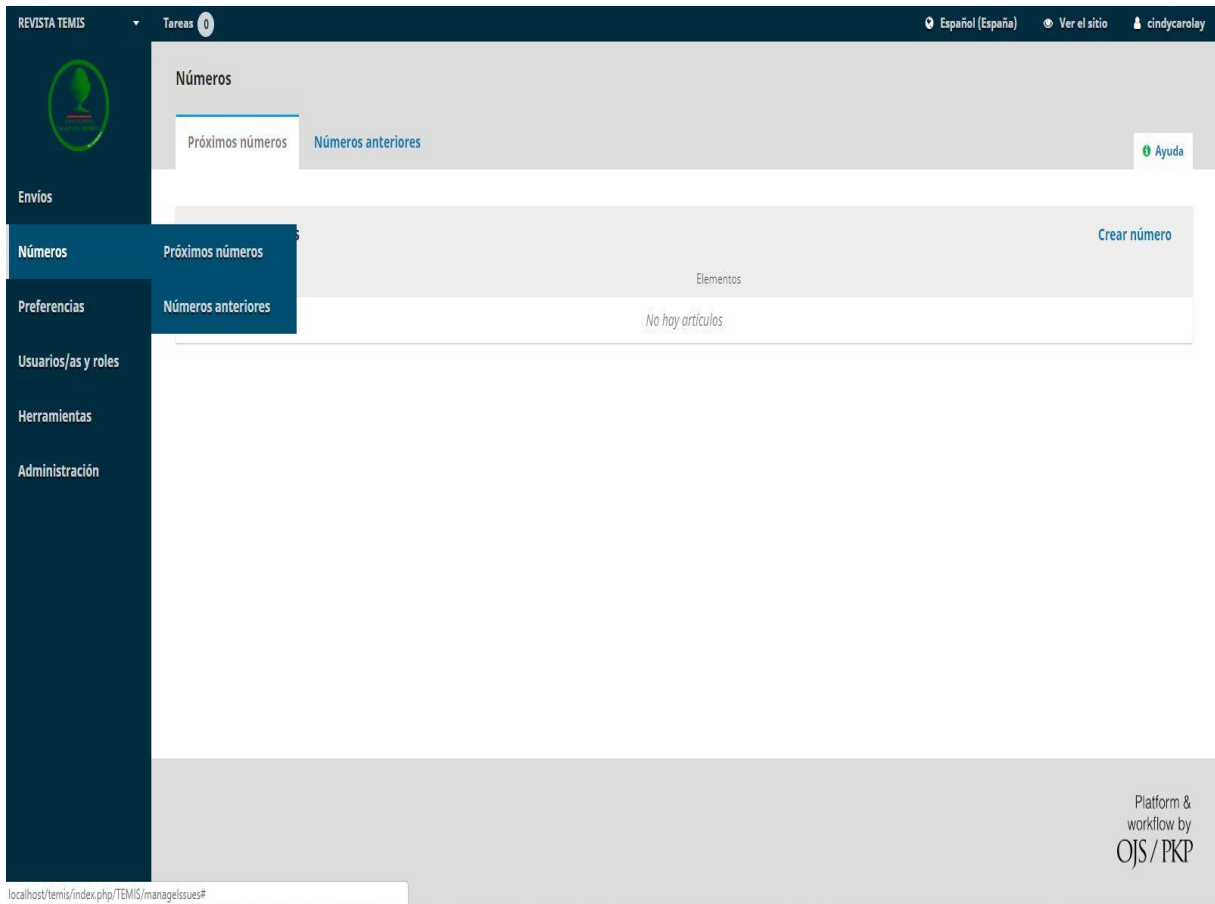 REVISTA TEMIS
Tareas 0
Español (España)
Ver el sitio
cindycarolay
Números
Próximos números
Números anteriores
Ayuda
Envíos
Números
Próximos números
Números anteriores
Preferencias
Usuarios/as y roles
Herramientas
Administración
Crear número
Elementos
No hay artículos
Platform &
workflow by
OJS / PKP
localhost/temis/index.php/TEMIS/manageIssues#